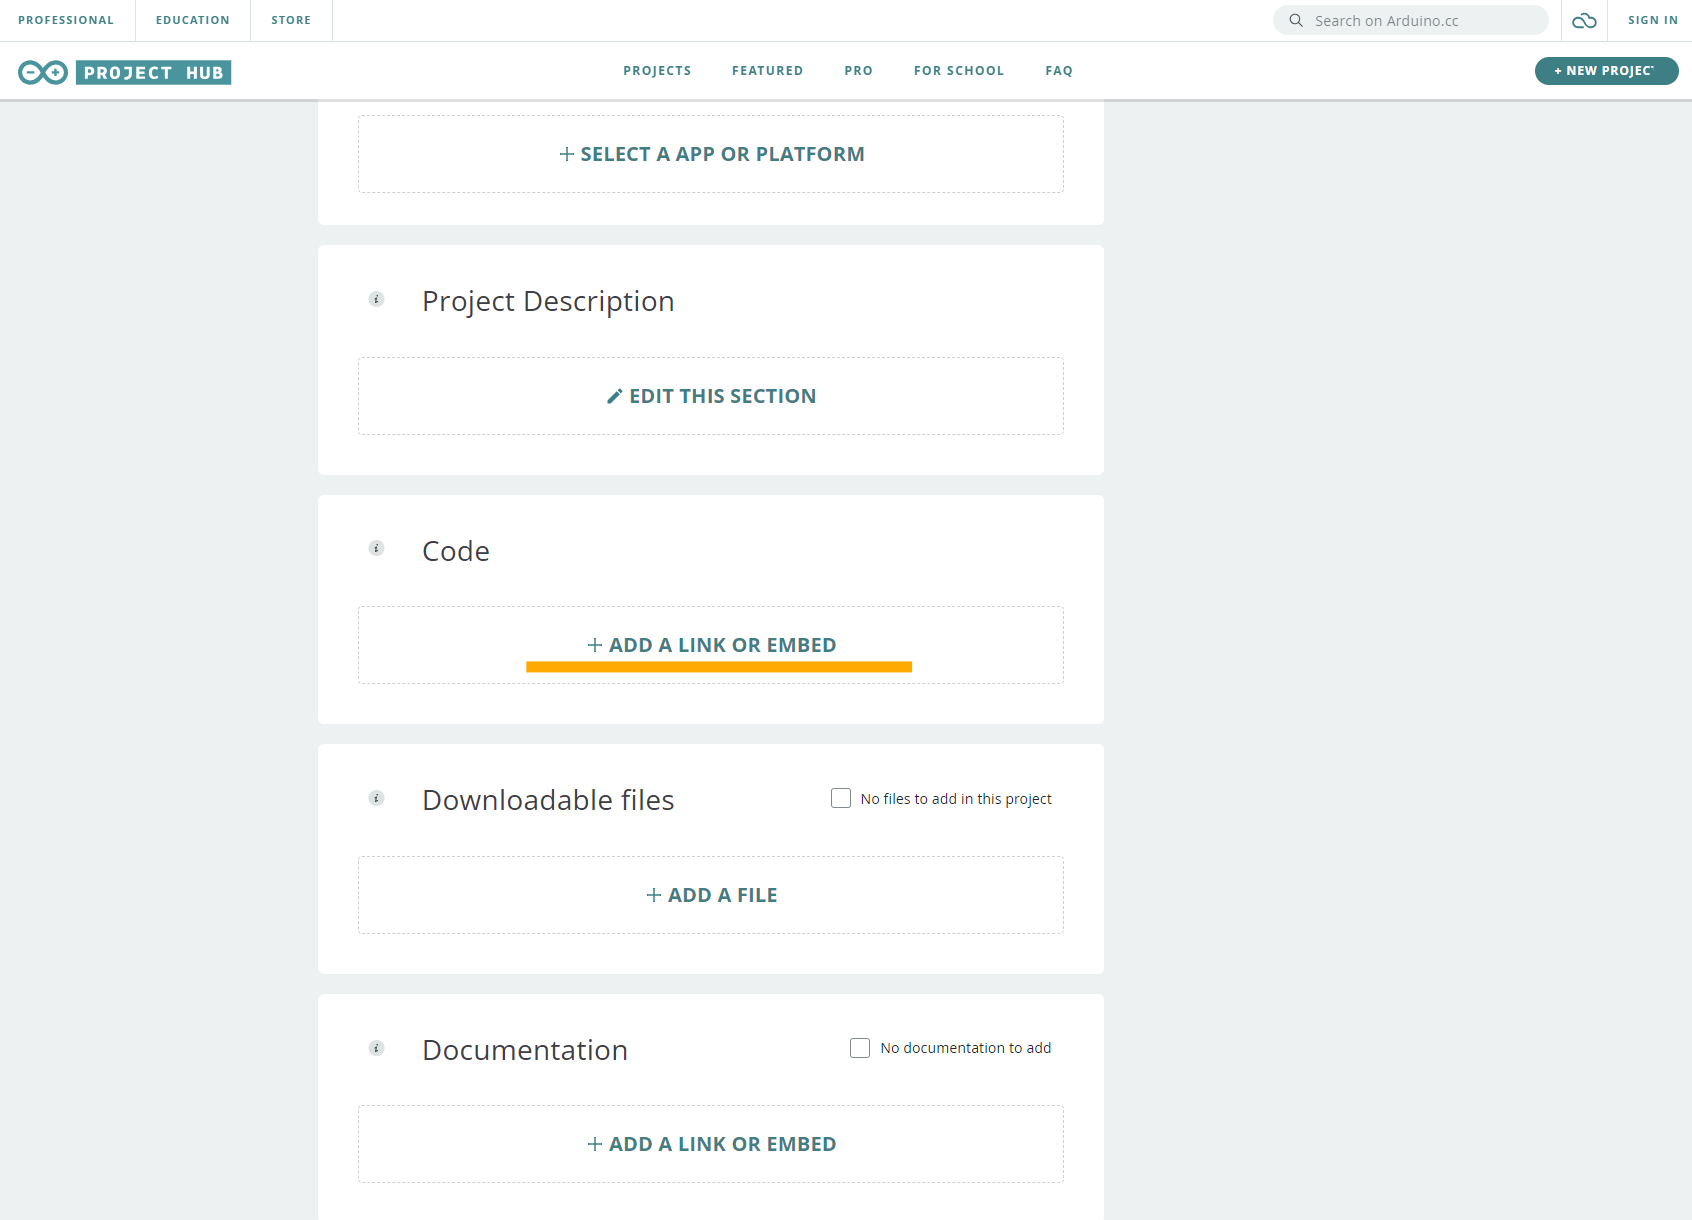 PROFESSIONAL EDUCATION STORE Search on Arduino.cc SIGN IN
PROJECT HUB PROJECTS FEATURED PRO FOR SCHOOL FAQ + NEW PROJEC
+ SELECT A APP OR PLATFORM
Project Description
EDIT THIS SECTION
Code
+ ADD A LINK OR EMBED
Downloadable files No files to add in this project
+ ADD A FILE
Documentation No documentation to add
+ ADD A LINK OR EMBED